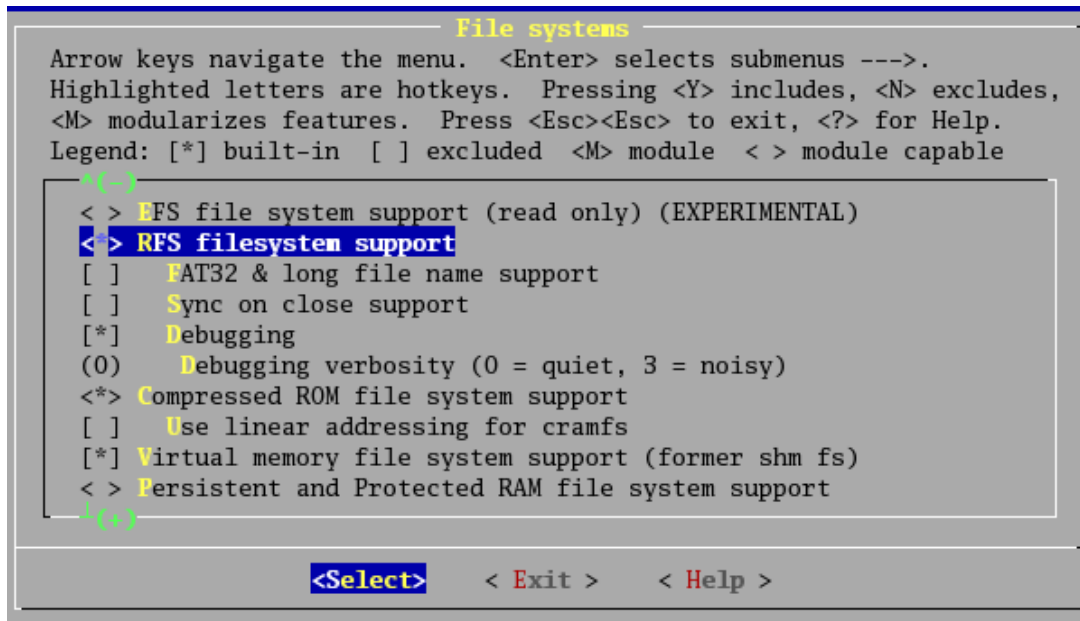 File systems
Arrow keys navigate the menu.  <Enter> selects submenus --->.
Highlighted letters are hotkeys.  Pressing <Y> includes, <N> excludes,
<M> modularizes features.  Press <Esc><Esc> to exit, <?> for Help.
Legend: [*] built-in  [ ] excluded  <M> module  < > module capable
^(-)
< > EFS file system support (read only) (EXPERIMENTAL)
<*> RFS filesystem support
[ ]   FAT32 & long file name support
[ ]   Sync on close support
[*]   Debugging
(0)    Debugging verbosity (0 = quiet, 3 = noisy)
<*> Compressed ROM file system support
[ ]   Use linear addressing for cramfs
[*] Virtual memory file system support (former shm fs)
< > Persistent and Protected RAM file system support
┴(+)
<Select>    < Exit >    < Help >